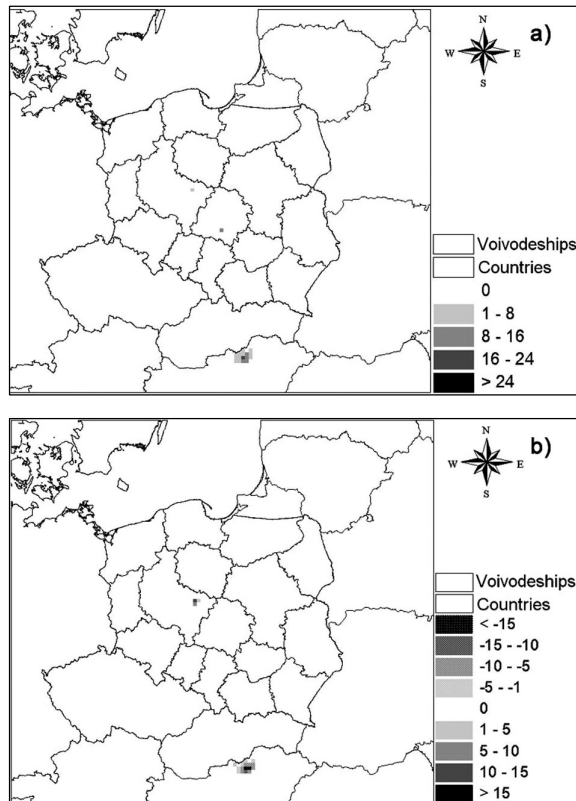 N
a)
W E
S
Voivodeships
Countries
0
1 - 8
8 - 16
16 - 24
> 24
N
b)
W E
S
Voivodeships
Countries
< -15
-15 - -10
-10 - -5
-5 - -1
0
1 - 5
5 - 10
10 - 15
> 15